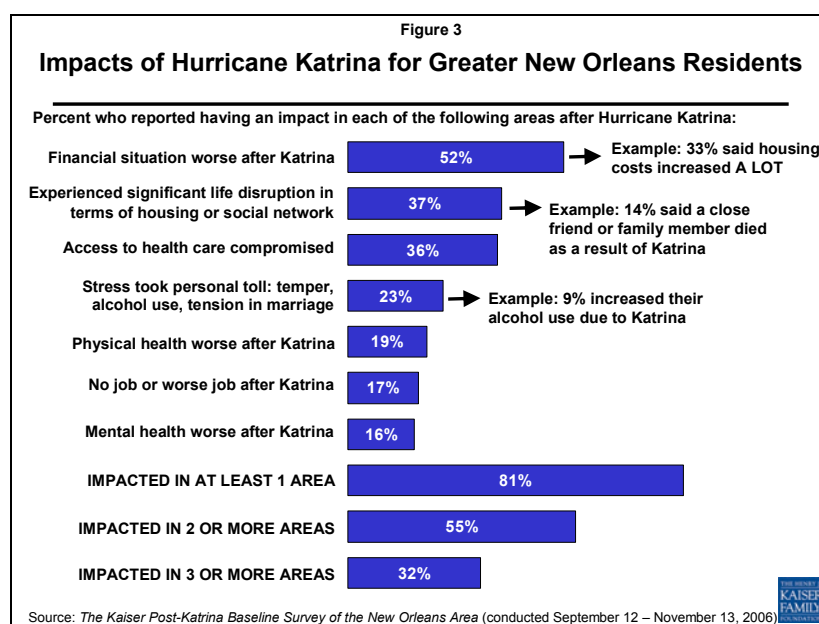 Figure 3
Impacts of Hurricane Katrina for Greater New Orleans Residents
Percent who reported having an impact in each of the following areas after Hurricane Katrina:
Financial situation worse after Katrina
52%
Example: 33% said housing
costs increased A LOT
Experienced significant life disruption in
terms of housing or social network
37%
Example: 14% said a close
friend or family member died
as a result of Katrina
Access to health care compromised
36%
Stress took personal toll: temper,
alcohol use, tension in marriage
23%
Example: 9% increased their
alcohol use due to Katrina
Physical health worse after Katrina
19%
No job or worse job after Katrina
17%
Mental health worse after Katrina
16%
IMPACTED IN AT LEAST 1 AREA
81%
IMPACTED IN 2 OR MORE AREAS
55%
IMPACTED IN 3 OR MORE AREAS
32%
Source: The Kaiser Post-Katrina Baseline Survey of the New Orleans Area (conducted September 12 – November 13, 2006)
THE HENRY J
KAISER
FAMILY
FOUNDATION